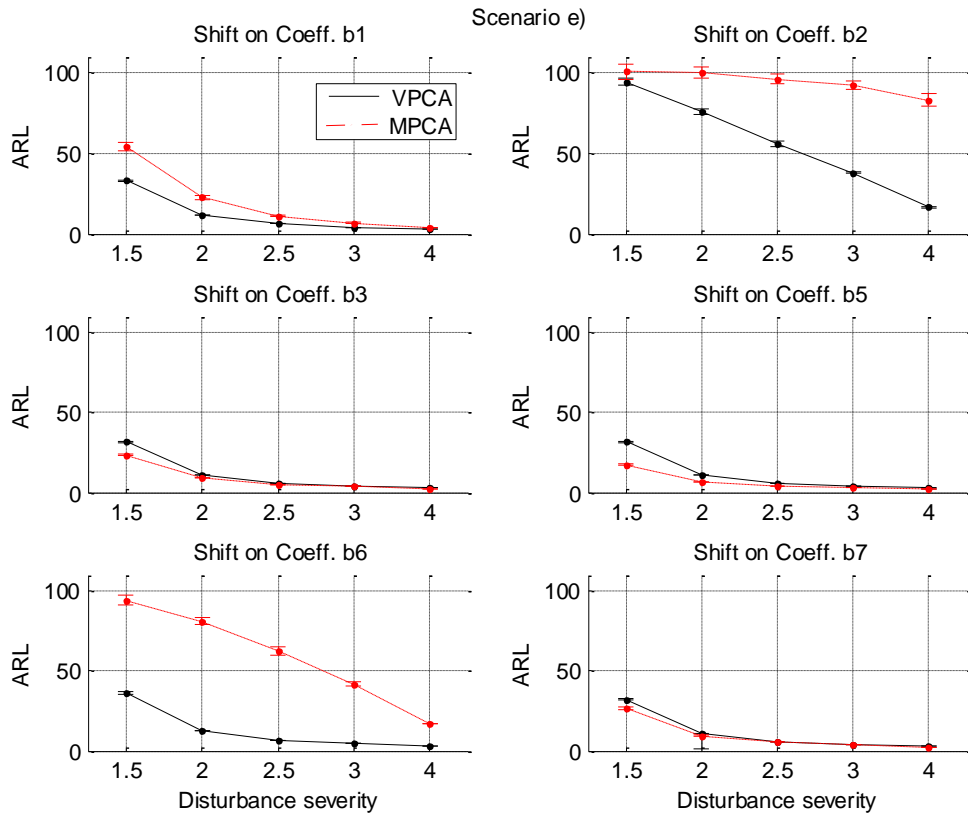 Scenario e)
Shift on Coeff. b1
Shift on Coeff. b2
100
50
0
ARL
VPCA
MPCA
1.5 2 2.5 3 4
100
50
0
ARL
1.5 2 2.5 3 4
Shift on Coeff. b3
Shift on Coeff. b5
100
50
0
ARL
1.5 2 2.5 3 4
100
50
0
ARL
1.5 2 2.5 3 4
Shift on Coeff. b6
Shift on Coeff. b7
100
50
0
ARL
1.5 2 2.5 3 4
Disturbance severity
100
50
0
ARL
1.5 2 2.5 3 4
Disturbance severity